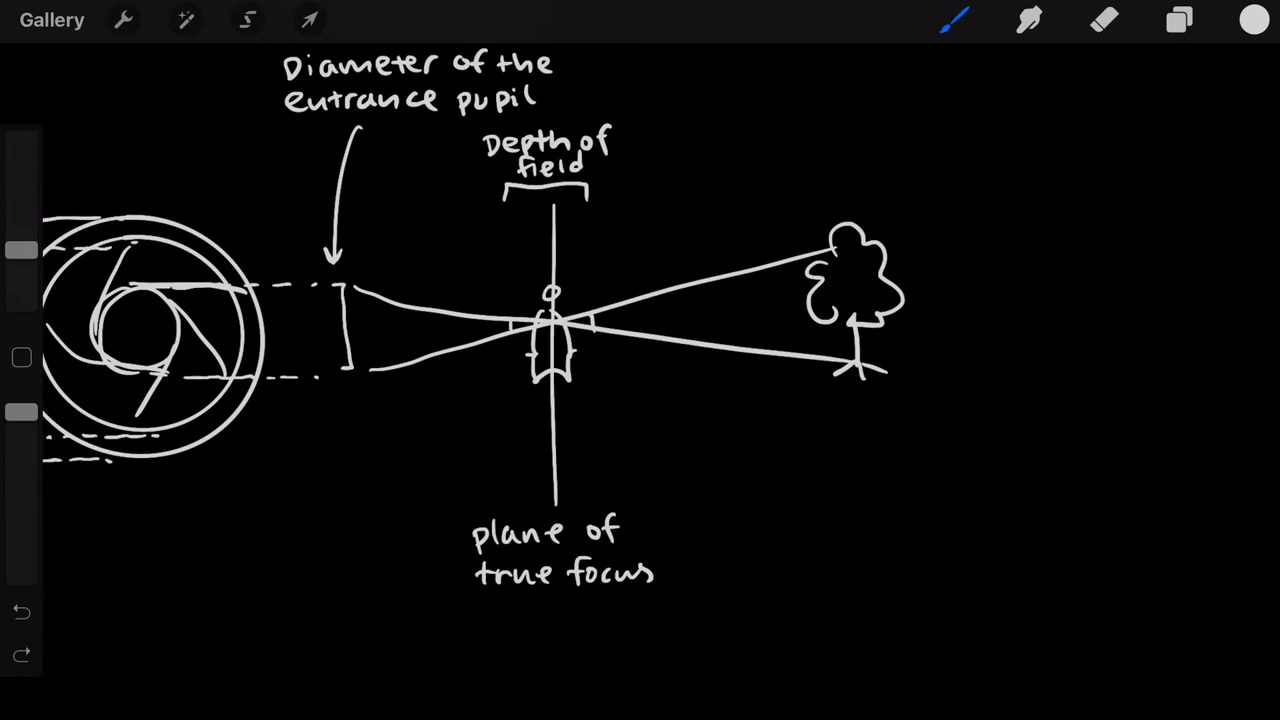 Gallery
Diameter of the
entrance pupil
Depth of
field
plane of
true focus